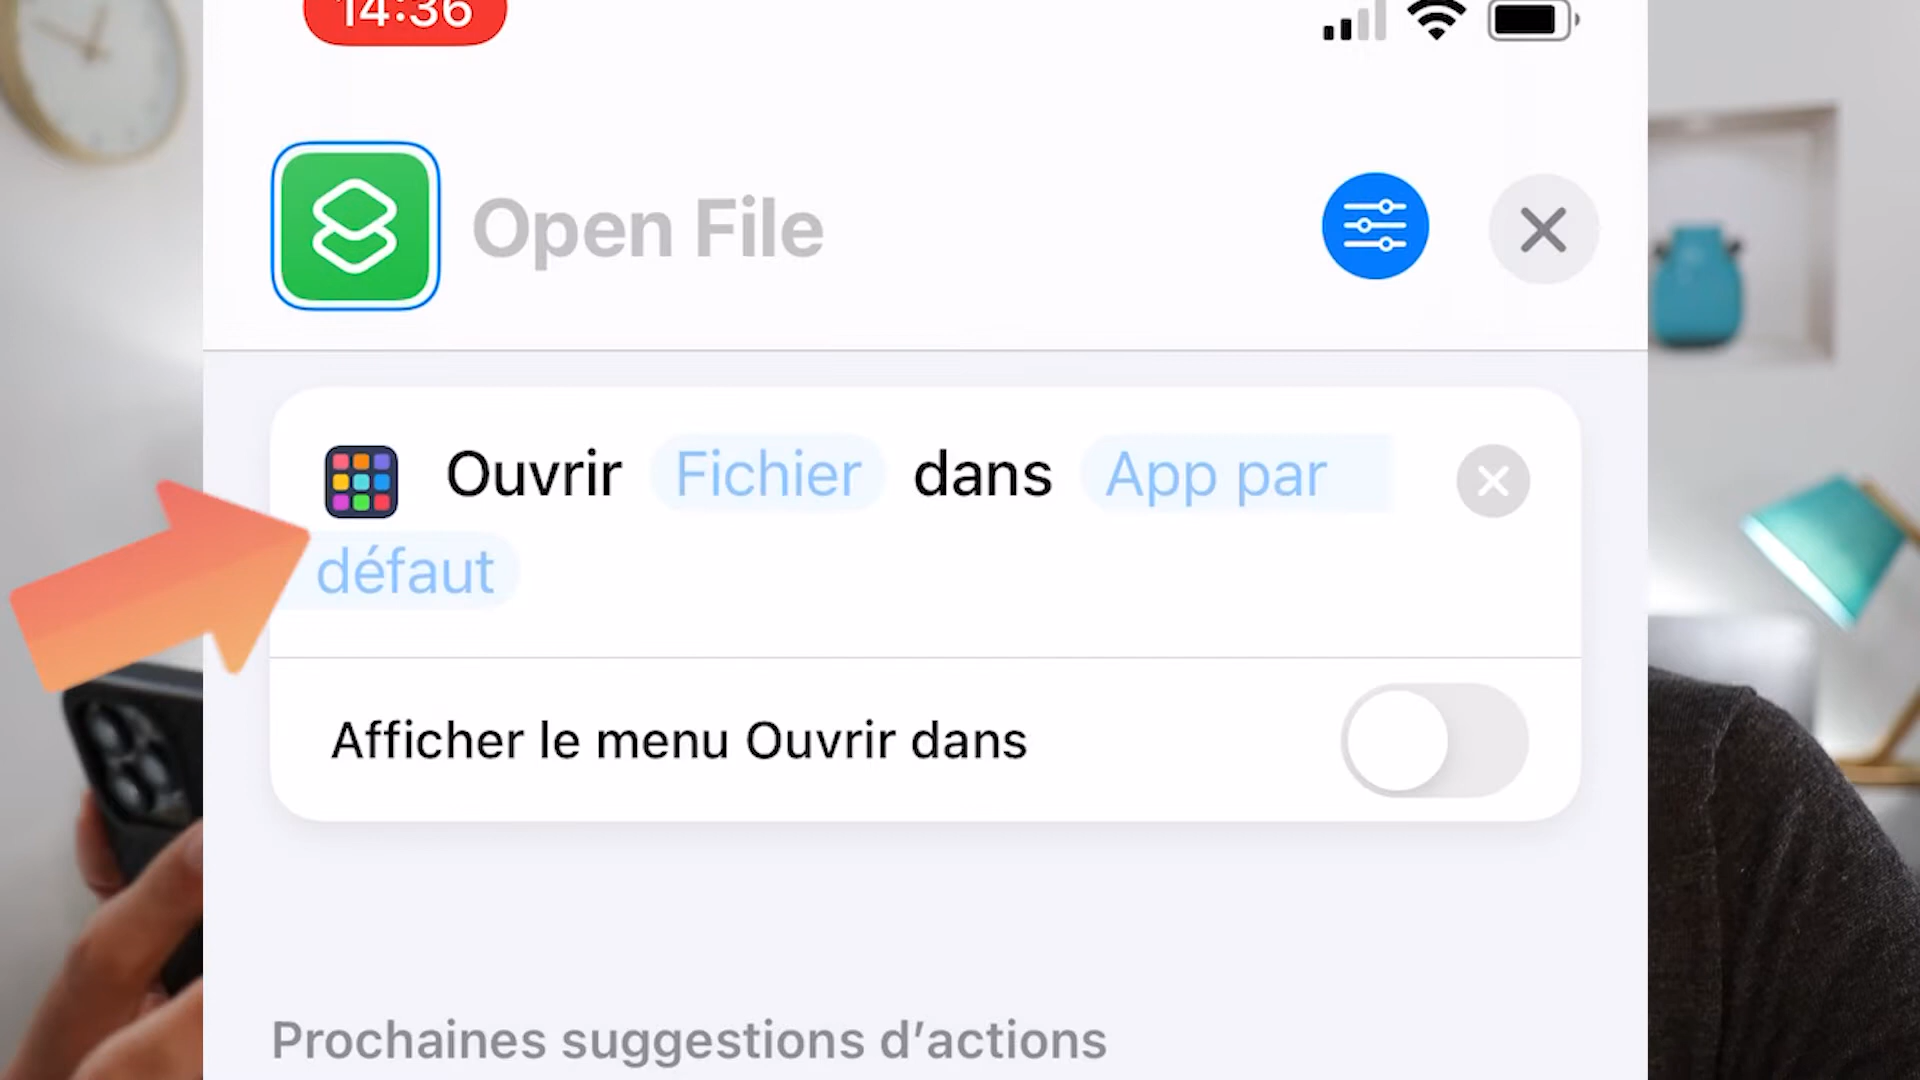 14:36
Open File
Ouvrir Fichier dans App par
défaut
Afficher le menu Ouvrir dans
Prochaines suggestions d’actions